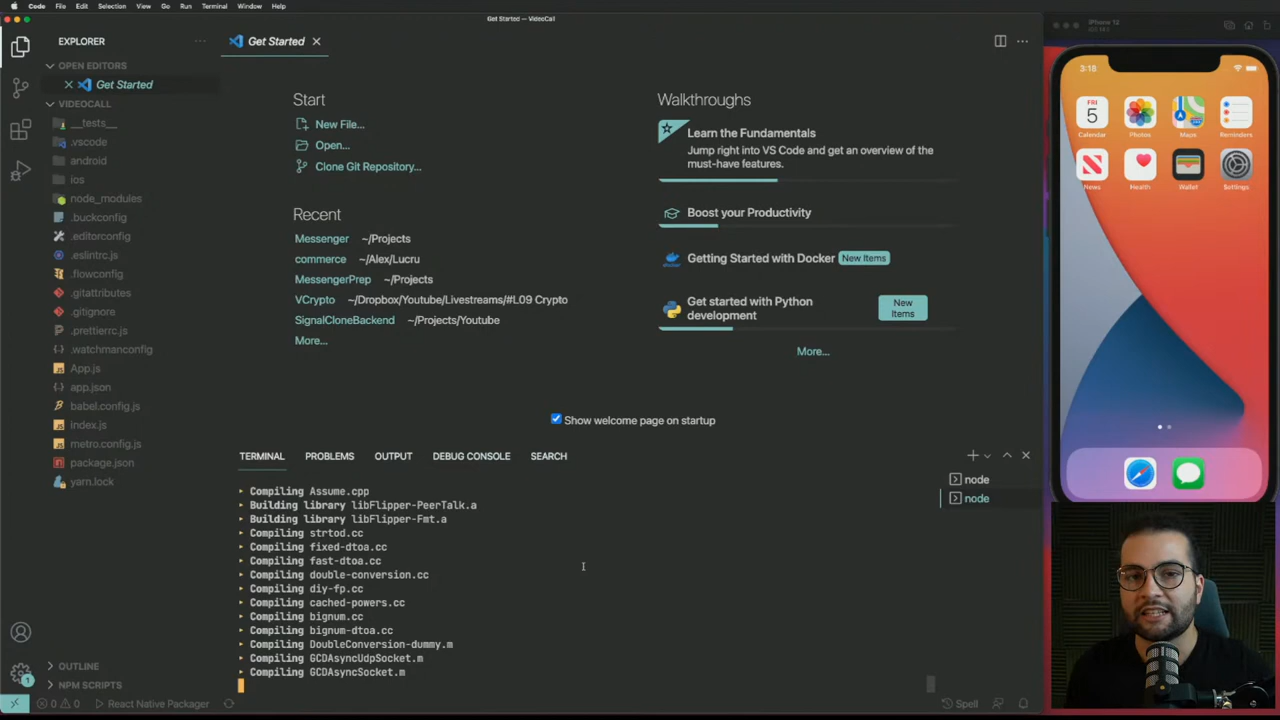 Code File Edit Selection View Go Run Terminal Window Help
Get Started — VideoCall
EXPLORER
OPEN EDITORS
Get Started
VIDEOCALL
__tests__
.vscode
android
ios
node_modules
.buckconfig
.editorconfig
.eslintrc.js
.flowconfig
.gitattributes
.gitignore
.prettierrc.js
.watchmanconfig
App.js
app.json
babel.config.js
index.js
metro.config.js
package.json
yarn.lock
OUTLINE
NPM SCRIPTS
Get Started
Start
New File...
Open...
Clone Git Repository...
Recent
Messenger ~/Projects
commerce ~/Alex/Lucru
MessengerPrep ~/Projects
VCrypto ~/Dropbox/Youtube/Livestreams/#L09 Crypto
SignalCloneBackend ~/Projects/Youtube
More...
Walkthroughs
Learn the Fundamentals
Jump right into VS Code and get an overview of the
must-have features.
Boost your Productivity
Getting Started with Docker New Items
Get started with Python
development
New
Items
More...
Show welcome page on startup
TERMINAL PROBLEMS OUTPUT DEBUG CONSOLE SEARCH
Compiling Assume.cpp
Building library libFlipper-PeerTalk.a
Building library libFlipper-Fmt.a
Compiling strtod.cc
Compiling fixed-dtoa.cc
Compiling fast-dtoa.cc
Compiling double-conversion.cc
Compiling diy-fp.cc
Compiling cached-powers.cc
Compiling bignum.cc
Compiling bignum-dtoa.cc
Compiling DoubleConversion-dummy.m
Compiling GCDAsyncUdpSocket.m
Compiling GCDAsyncSocket.m
node
node
1
0 0 React Native Packager
Spell
iPhone 12
3:18
FRI
5
Calendar Photos Maps Reminders
News Health Wallet Settings